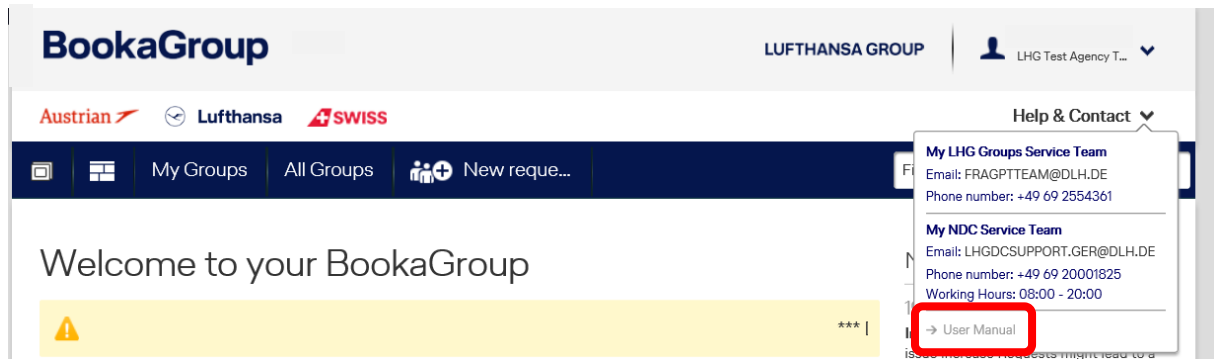 BookaGroup
LUFTHANSA GROUP
LHG Test Agency T...
Austrian
Lufthansa
SWISS
Help & Contact
My Groups
All Groups
New reque...
My LHG Groups Service Team
Email: FRAGPTTEAM@DLH.DE
Phone number: +49 69 2554361
My NDC Service Team
Email: LHGDCSUPPORT.GER@DLH.DE
Phone number: +49 69 20001825
Working Hours: 08:00 - 20:00
→ User Manual
Welcome to your BookaGroup
*** |